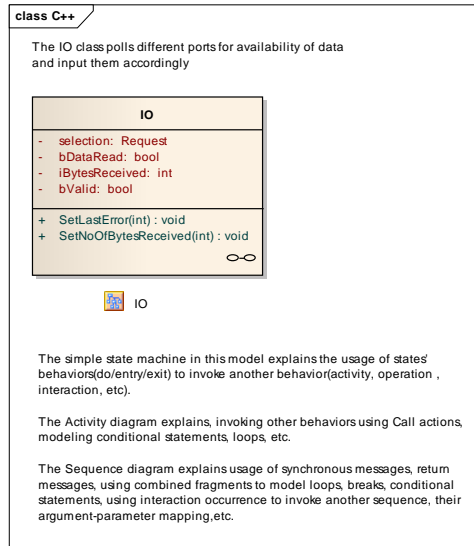 class C++
The IO class polls different ports for availability of data
and input them accordingly
IO
- selection: Request
- bDataRead: bool
- iBytesReceived: int
- bValid: bool
+ SetLastError(int) : void
+ SetNoOfBytesReceived(int) : void
IO
The simple state machine in this model explains the usage of states'
behaviors(do/entry/exit) to invoke another behavior(activity, operation ,
interaction, etc).
The Activity diagram explains, invoking other behaviors using Call actions,
modeling conditional statements, loops, etc.
The Sequence diagram explains usage of synchronous messages, return
messages, using combined fragments to model loops, breaks, conditional
statements, using interaction occurrence to invoke another sequence, their
argument-parameter mapping,etc.